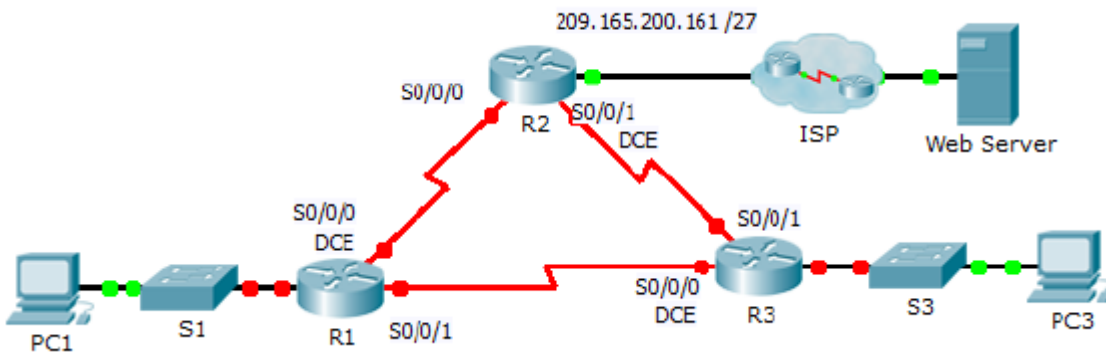 209.165.200.161 /27
S0/0/0
R2
S0/0/1
DCE
ISP
Web Server
S0/0/0
DCE
S0/0/1
PC1
S1
R1
S0/0/1
S0/0/0
DCE
R3
S3
PC3